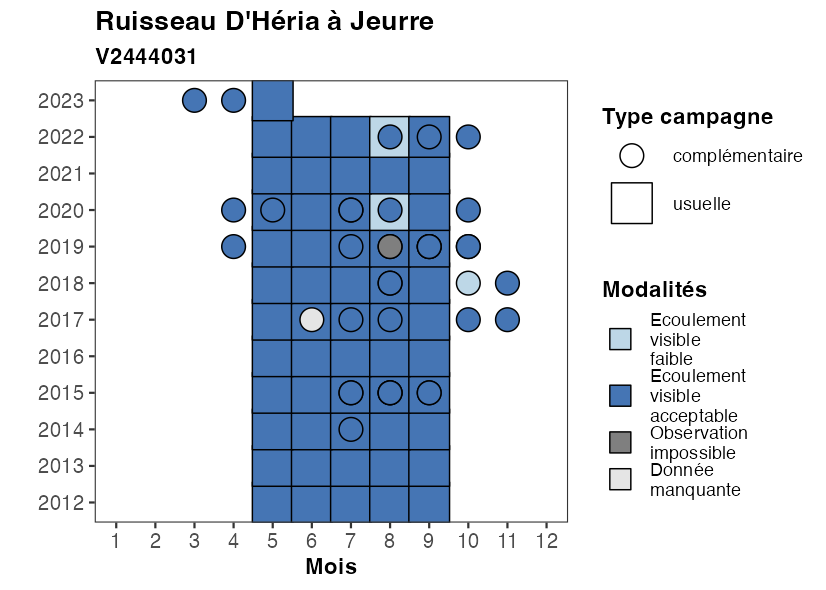 Ruisseau D'Héria à Jeurre
V2444031
2023
2022
2021
2020
2019
2018
2017
2016
2015
2014
2013
2012
1 2 3 4 5 6 7 8 9 10 11 12
Mois
Type campagne
complémentaire
usuelle
Modalités
Ecoulement
visible
faible
Ecoulement
visible
acceptable
Observation
impossible
Donnée
manquante